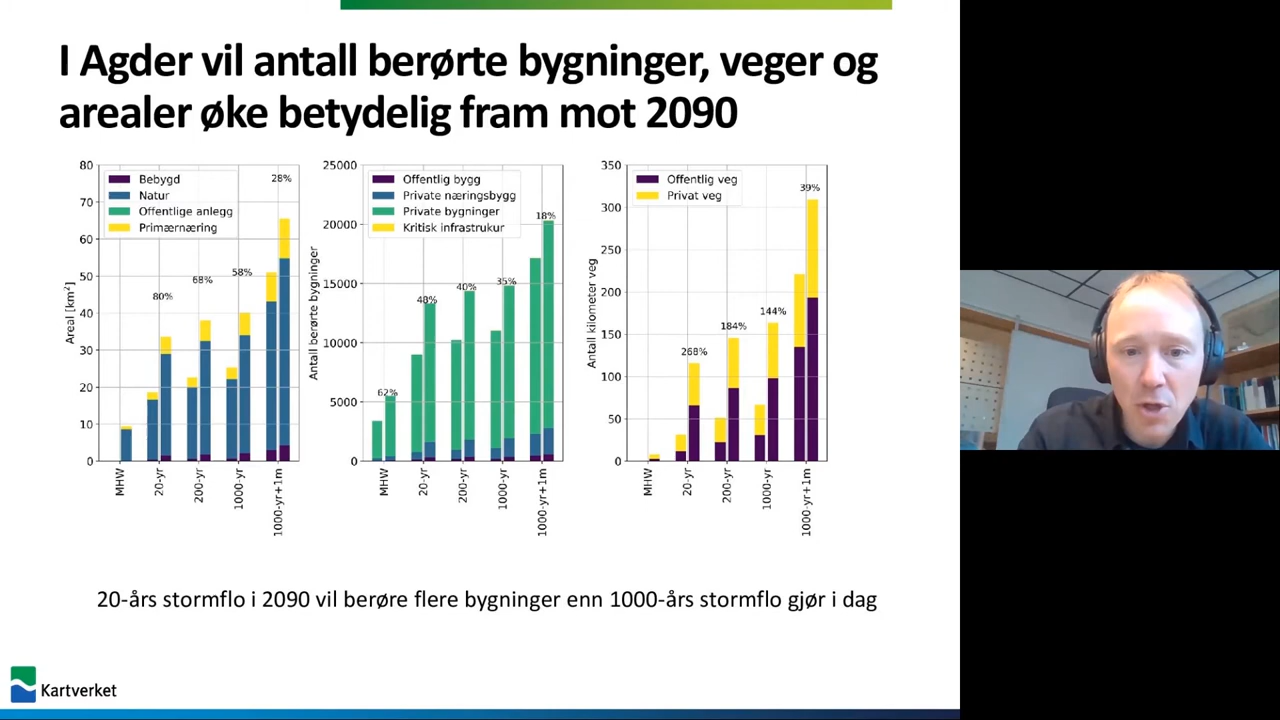 I Agder vil antall berørte bygninger, veger og
arealer øke betydelig fram mot 2090
Areal [km²]
80
70
60
50
40
30
20
10
0
Bebygd
Natur
Offentlige anlegg
Primærnæring
80%
68%
58%
28%
MHW
20-yr
200-yr
1000-yr
1000-yr+1m
Antall berørte bygninger
25000
20000
15000
10000
5000
0
Offentlig bygg
Private næringsbygg
Private bygninger
Kritisk infrastrukur
62%
48%
40%
35%
18%
MHW
20-yr
200-yr
1000-yr
1000-yr+1m
Antall kilometer veg
350
300
250
200
150
100
50
0
Offentlig veg
Privat veg
268%
184%
144%
39%
MHW
20-yr
200-yr
1000-yr
1000-yr+1m
20-års stormflo i 2090 vil berøre flere bygninger enn 1000-års stormflo gjør i dag
Kartverket